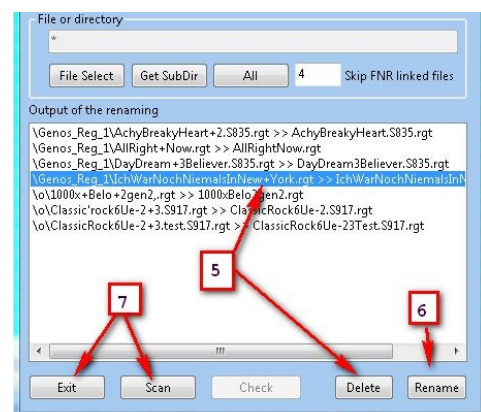 File or directory
*
File Select Get SubDir All 4 Skip FNR linked files
Output of the renaming
\Genos_Reg_1\AchyBreakyHeart+2.S835.rgt >> AchyBreakyHeart.S835.rgt
\Genos_Reg_1\AllRight+Now.rgt >> AllRightNow.rgt
\Genos_Reg_1\DayDream+3Believer.S835.rgt >> DayDream3Believer.S835.rgt
\Genos_Reg_1\IchWarNochNiemalsInNew+York.rgt >> IchWarNochNiemalsInN
\o\1000x+Belo+2gen2,.rgt >> 1000xBelo2gen2.rgt
\o\Classic'rock6Ue-2+3.S917.rgt >> ClassicRock6Ue-2.S917.rgt
\o\ClassicRock6Ue-2+3.test.S917.rgt >> ClassicRock6Ue-23Test.S917.rgt
5
7
6
Exit Scan Check Delete Rename